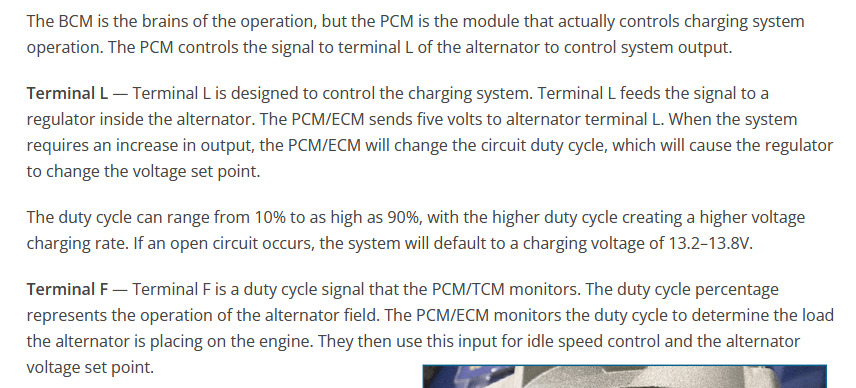 The BCM is the brains of the operation, but the PCM is the module that actually controls charging system
operation. The PCM controls the signal to terminal L of the alternator to control system output.
Terminal L — Terminal L is designed to control the charging system. Terminal L feeds the signal to a
regulator inside the alternator. The PCM/ECM sends five volts to alternator terminal L. When the system
requires an increase in output, the PCM/ECM will change the circuit duty cycle, which will cause the regulator
to change the voltage set point.
The duty cycle can range from 10% to as high as 90%, with the higher duty cycle creating a higher voltage
charging rate. If an open circuit occurs, the system will default to a charging voltage of 13.2–13.8V.
Terminal F — Terminal F is a duty cycle signal that the PCM/TCM monitors. The duty cycle percentage
represents the operation of the alternator field. The PCM/ECM monitors the duty cycle to determine the load
the alternator is placing on the engine. They then use this input for idle speed control and the alternator
voltage set point.